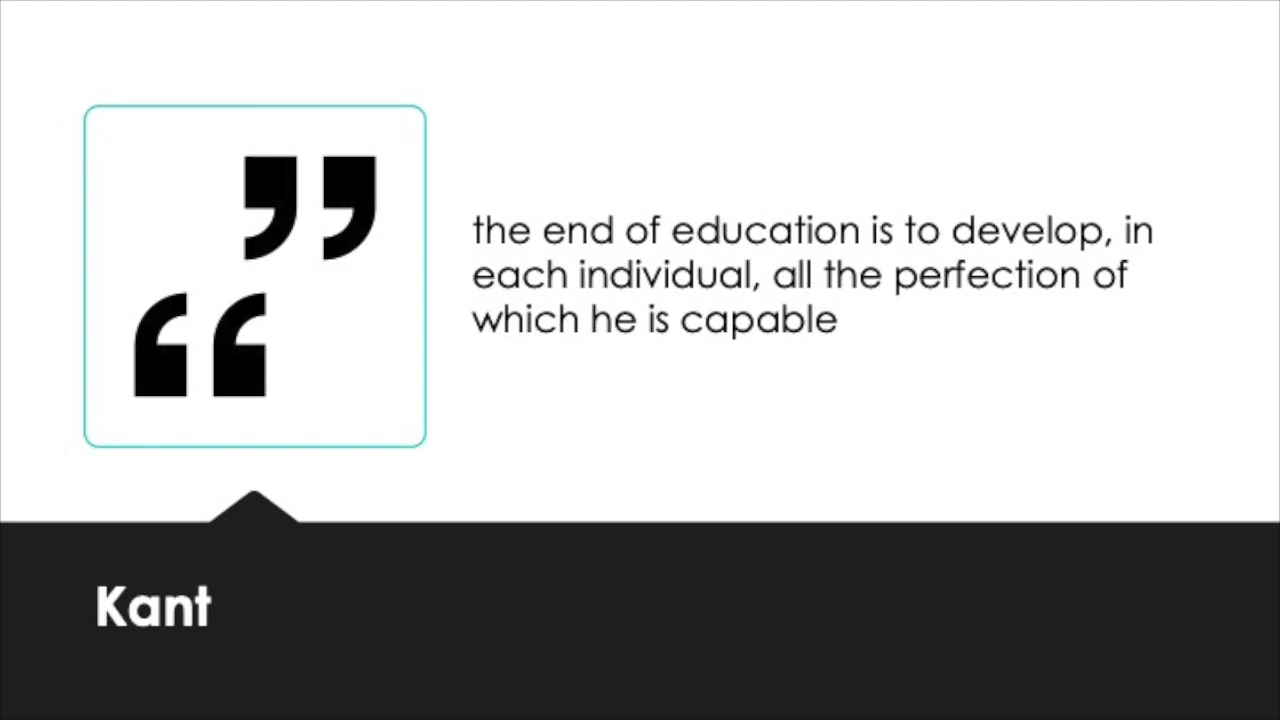 the end of education is to develop, in
each individual, all the perfection of
which he is capable
Kant